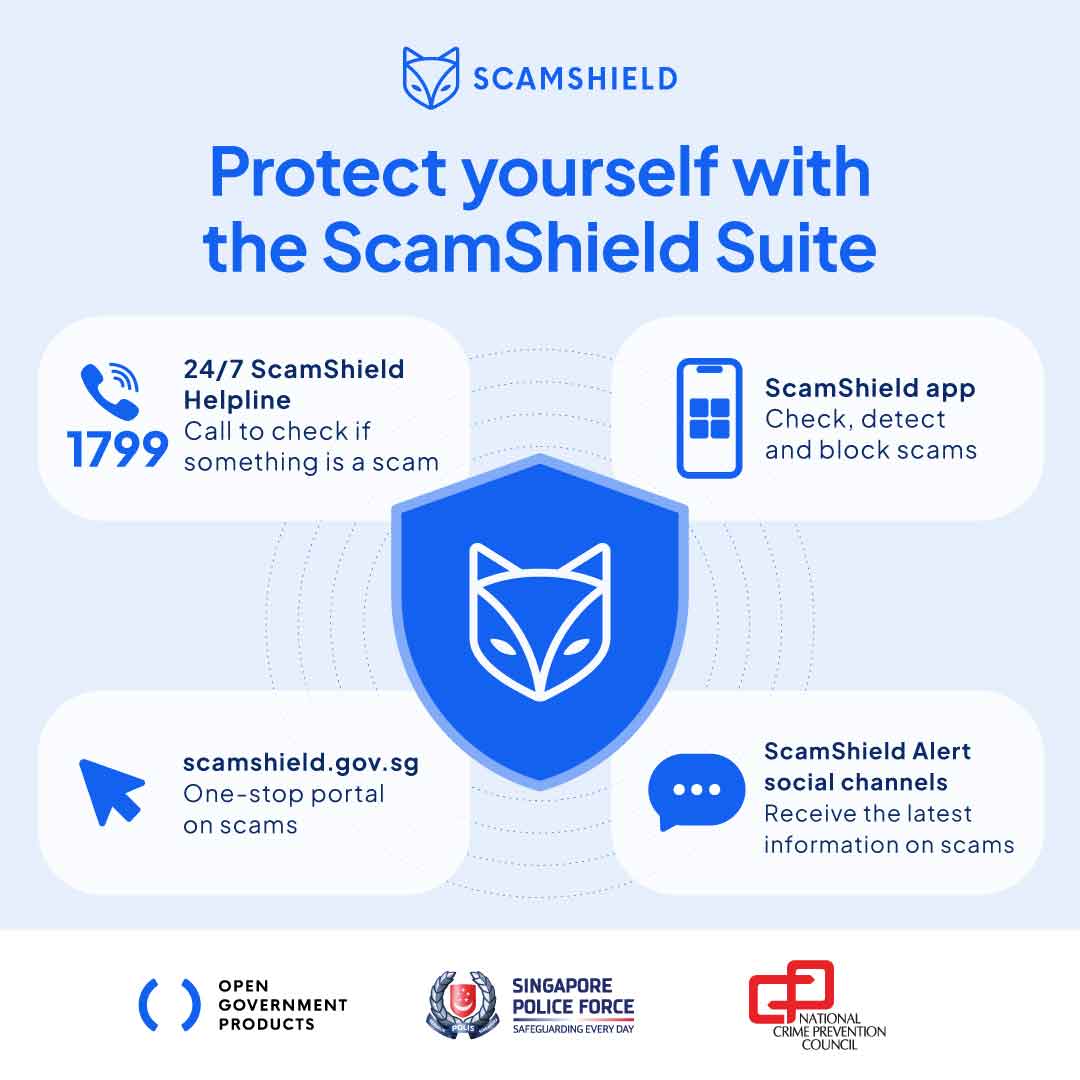 SCAMSHIELD
Protect yourself with
the ScamShield Suite
1799
24/7 ScamShield
Helpline
Call to check if
something is a scam
ScamShield app
Check, detect
and block scams
scamshield.gov.sg
One-stop portal
on scams
ScamShield Alert
social channels
Receive the latest
information on scams
OPEN
GOVERNMENT
PRODUCTS
POLIS
SINGAPORE
POLICE FORCE
SAFEGUARDING EVERY DAY
NATIONAL
CRIME PREVENTION
COUNCIL